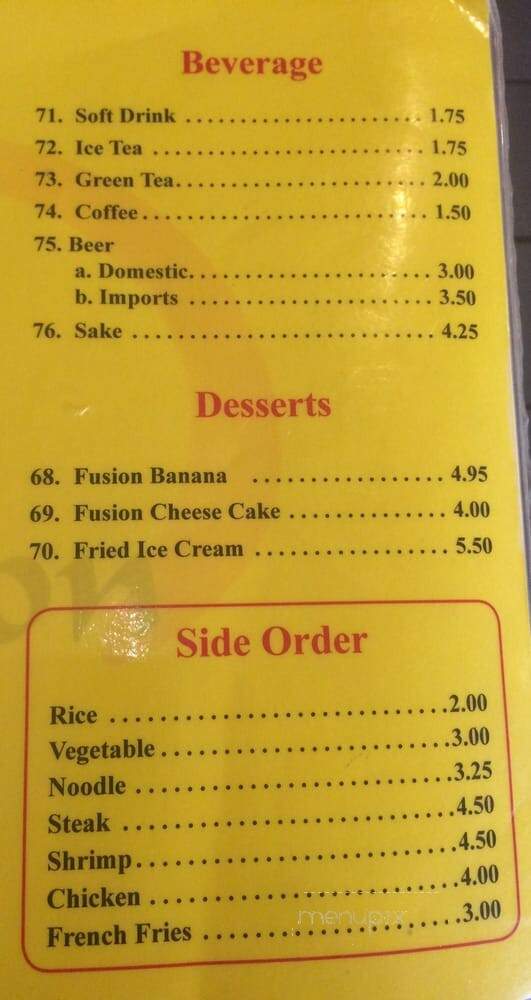 Beverage
71. Soft Drink ...................... 1.75
72. Ice Tea ......................... 1.75
73. Green Tea....................... 2.00
74. Coffee.......................... 1.50
75. Beer
a. Domestic...................... 3.00
b. Imports ...................... 3.50
76. Sake ............................ 4.25
Desserts
68. Fusion Banana .................. 4.95
69. Fusion Cheese Cake ............. 4.00
70. Fried Ice Cream ................ 5.50
on
Side Order
Rice .............................2.00
Vegetable.........................3.00
Noodle ...........................3.25
Steak ............................4.50
Shrimp............................4.50
Chicken ..........................4.00
French Fries .....................3.00
menupix